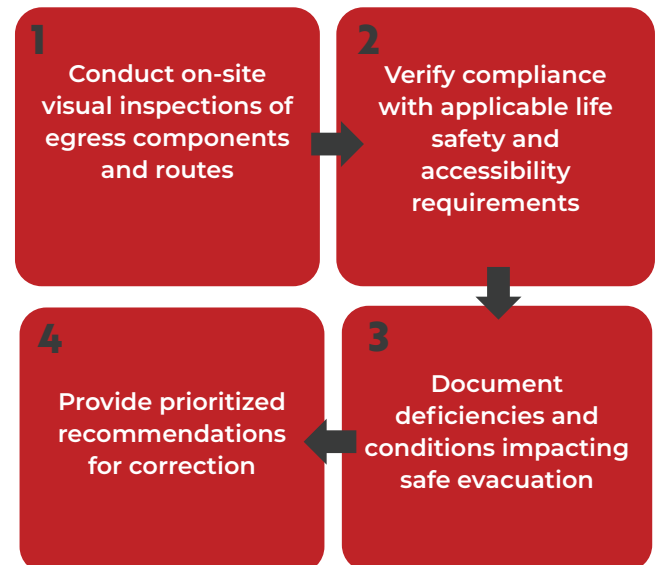 1
Conduct on-site
visual inspections of
egress components
and routes
2
Verify compliance
with applicable life
safety and
accessibility
requirements
3
Document
deficiencies and
conditions impacting
safe evacuation
4
Provide prioritized
recommendations
for correction